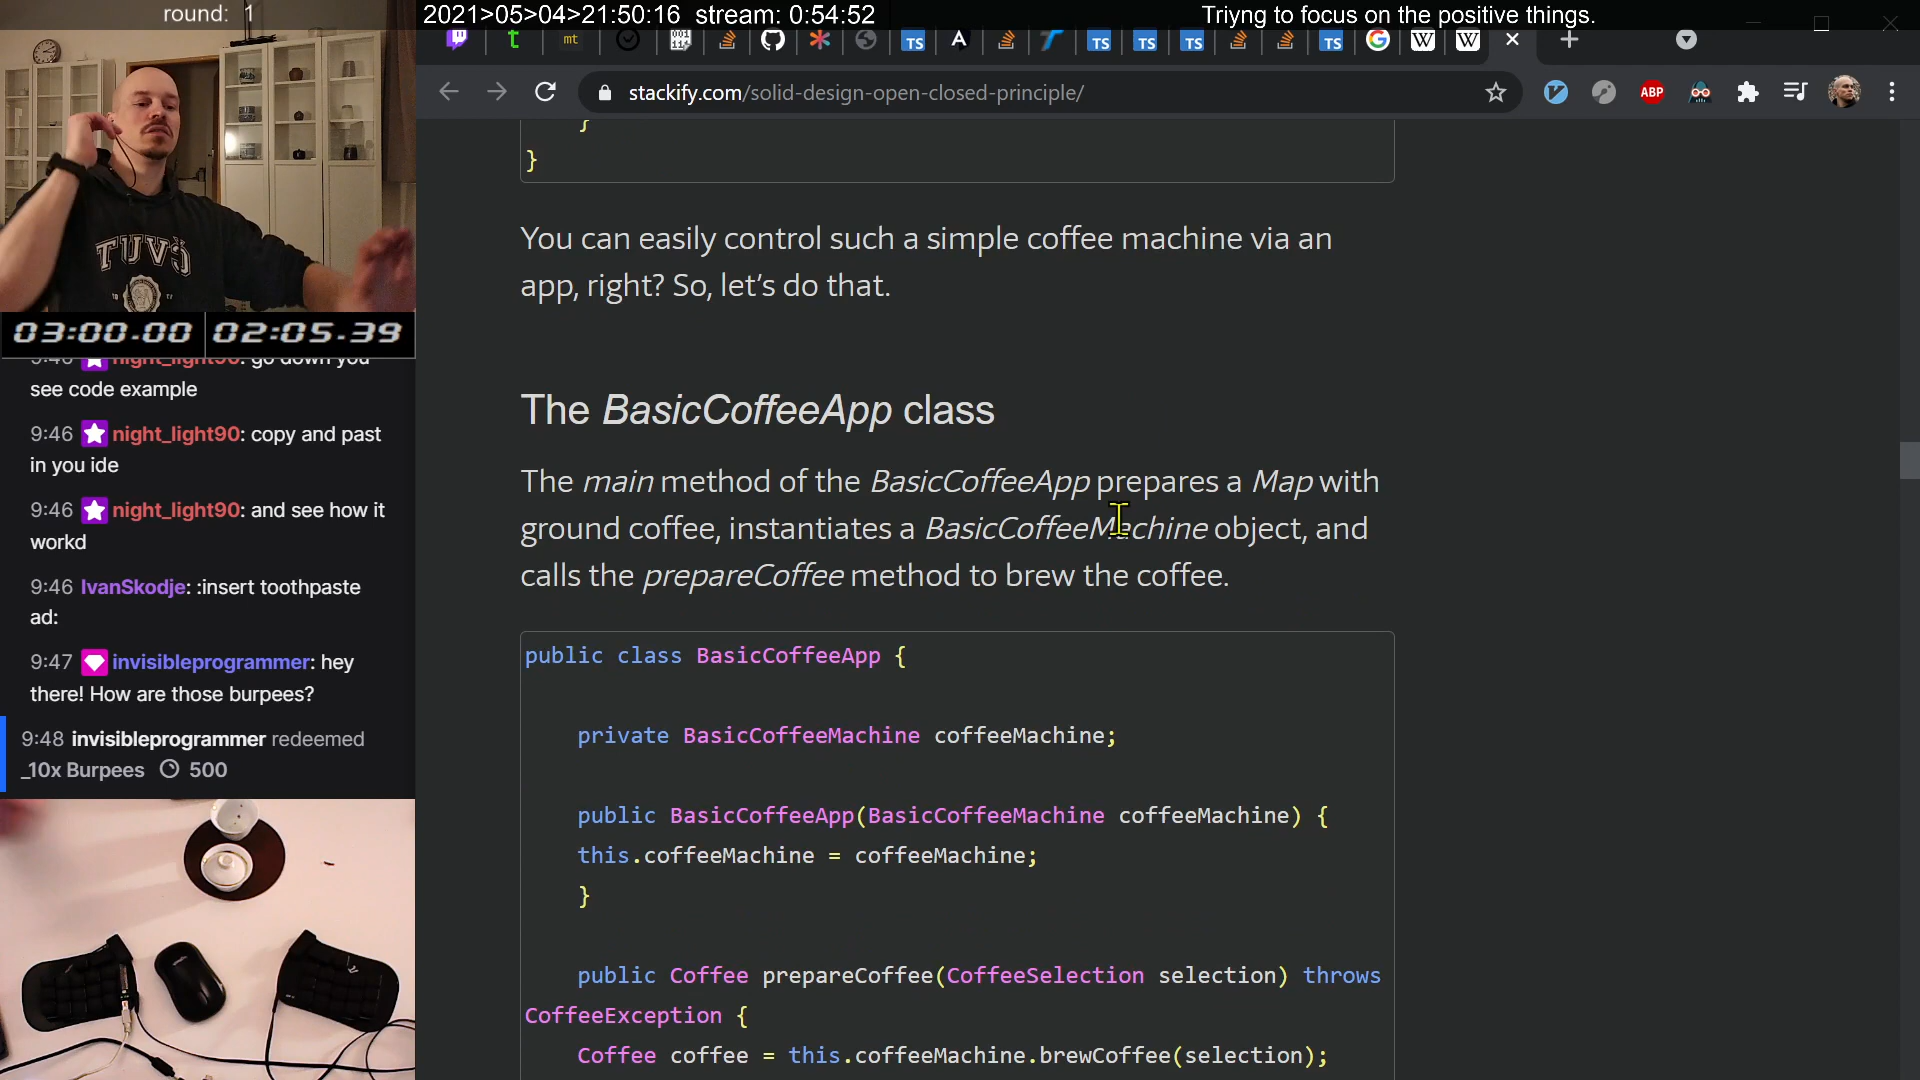 round: 1
2021>05>04>21:50:16 stream: 0:54:52
Triyng to focus on the positive things.
stackify.com/solid-design-open-closed-principle/
ABP
}
}
You can easily control such a simple coffee machine via an
app, right? So, let's do that.
The BasicCoffeeApp class
The main method of the BasicCoffeeApp prepares a Map with
ground coffee, instantiates a BasicCoffeeMachine object, and
calls the prepareCoffee method to brew the coffee.
public class BasicCoffeeApp {
private BasicCoffeeMachine coffeeMachine;
public BasicCoffeeApp(BasicCoffeeMachine coffeeMachine) {
this.coffeeMachine = coffeeMachine;
}
public Coffee prepareCoffee(CoffeeSelection selection) throws
CoffeeException {
Coffee coffee = this.coffeeMachine.brewCoffee(selection);
03:00.00 02:05.39
9:46 night_light90: go down you
see code example
9:46 night_light90: copy and past
in you ide
9:46 night_light90: and see how it
workd
9:46 IvanSkodje: :insert toothpaste
ad:
9:47 invisibleprogrammer: hey
there! How are those burpees?
9:48 invisibleprogrammer redeemed
_10x Burpees 500